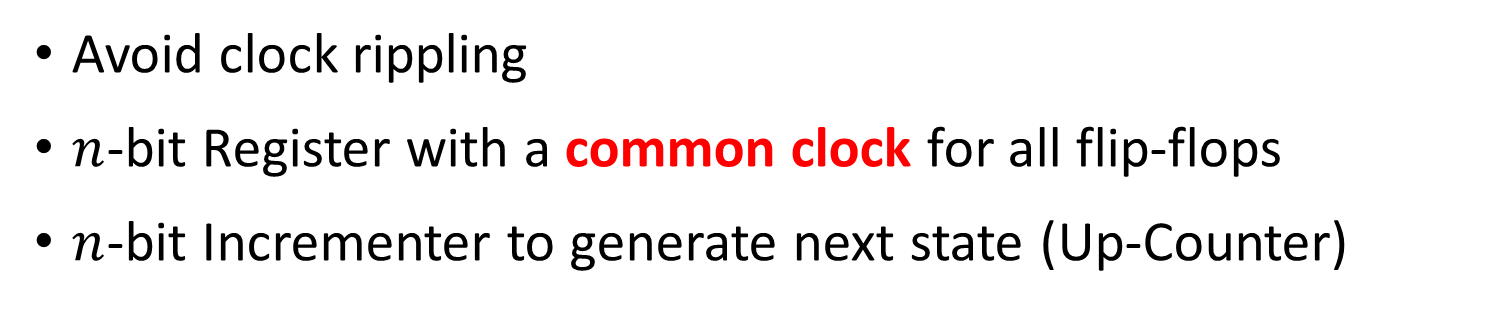 • Avoid clock rippling
• n-bit Register with a common clock for all flip-flops
• n-bit Incrementer to generate next state (Up-Counter)